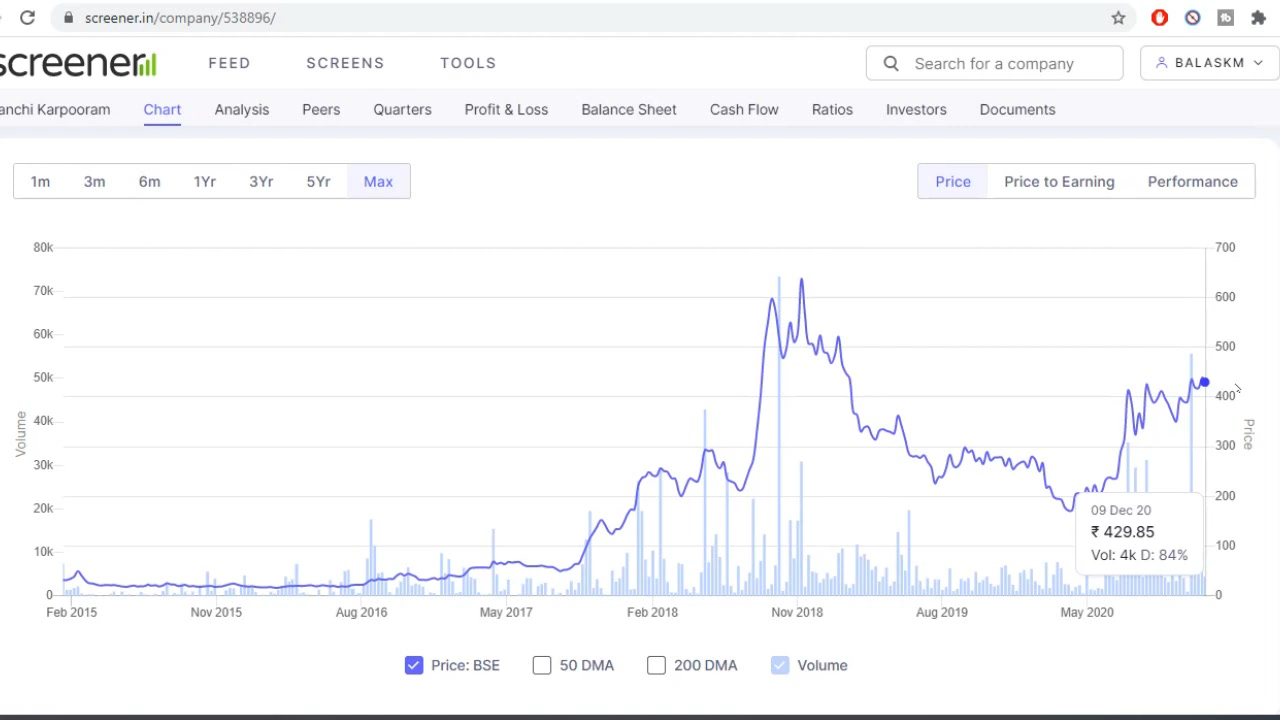 screener.in/company/538896/
screener
FEED SCREENS TOOLS
Search for a company
BALASKM
anchi Karpooram Chart Analysis Peers Quarters Profit & Loss Balance Sheet Cash Flow Ratios Investors Documents
1m 3m 6m 1Yr 3Yr 5Yr Max
Price Price to Earning Performance
80k 700
70k 600
60k 500
50k 400
40k 300
30k 200
20k 100
10k 0
0
Volume
Price
09 Dec 20
₹ 429.85
Vol: 4k D: 84%
Feb 2015 Nov 2015 Aug 2016 May 2017 Feb 2018 Nov 2018 Aug 2019 May 2020
Price: BSE 50 DMA 200 DMA Volume